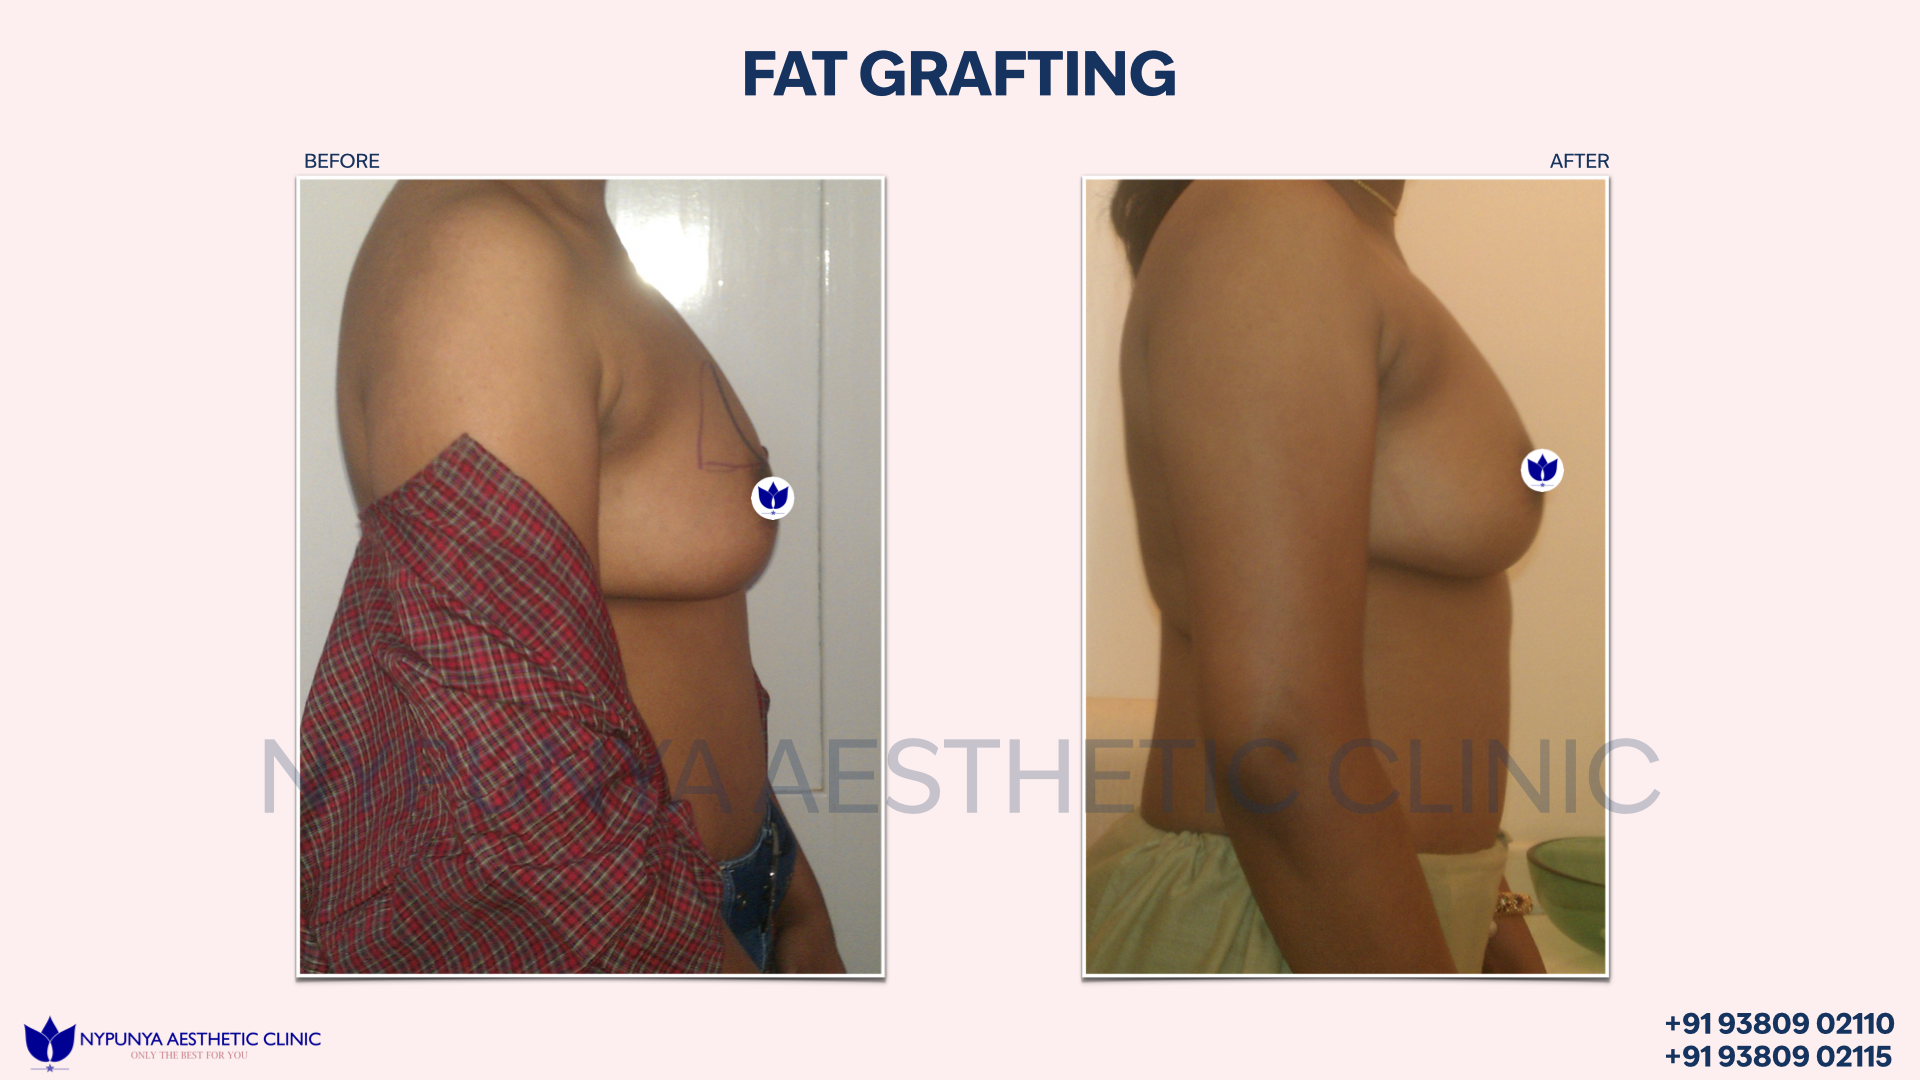 FAT GRAFTING
BEFORE
AFTER
NYPUNYA AESTHETIC CLINIC
NYPUNYA AESTHETIC CLINIC
ONLY THE BEST FOR YOU
+91 93809 02110
+91 93809 02115